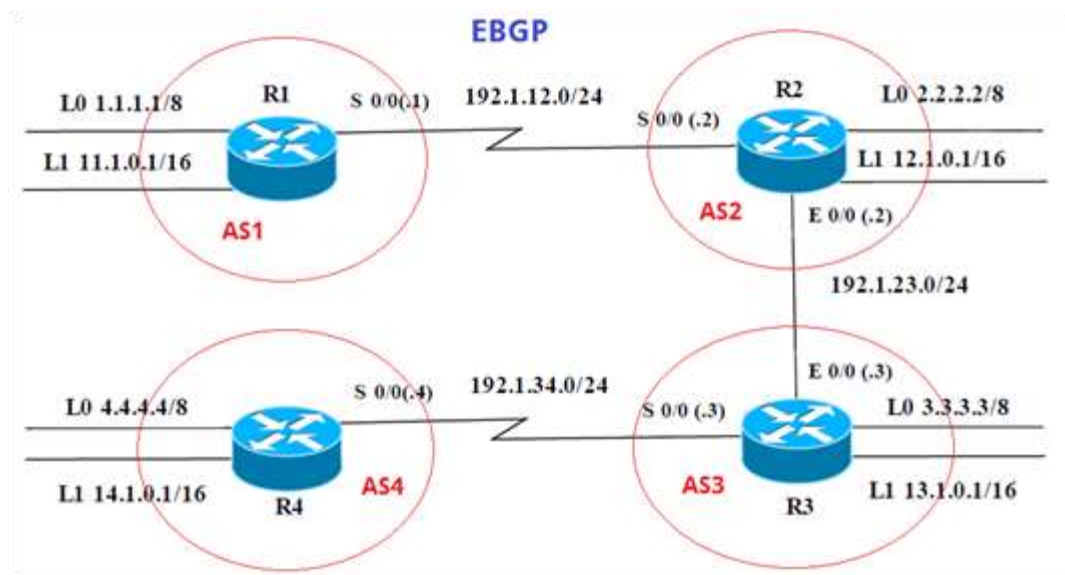 EBGP
L0 1.1.1.1/8
R1
S 0/0(.1)
192.1.12.0/24
S 0/0 (.2)
R2
L0 2.2.2.2/8
L1 11.1.0.1/16
L1 12.1.0.1/16
AS1
AS2
E 0/0 (.2)
192.1.23.0/24
L0 4.4.4.4/8
S 0/0(.4)
192.1.34.0/24
S 0/0 (.3)
E 0/0 (.3)
L0 3.3.3.3/8
L1 14.1.0.1/16
R4
AS4
AS3
R3
L1 13.1.0.1/16